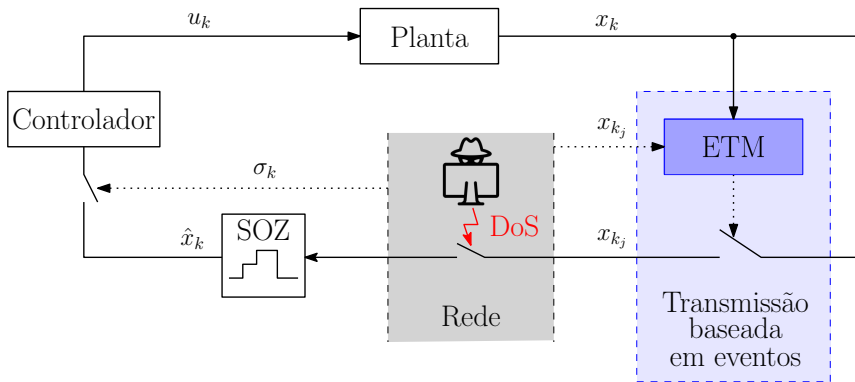 u_k
Planta
x_k
Controlador
x_{k_j}
ETM
σ_k
SOZ
x̂_k
DoS
x_{k_j}
Rede
Transmissão
baseada
em eventos